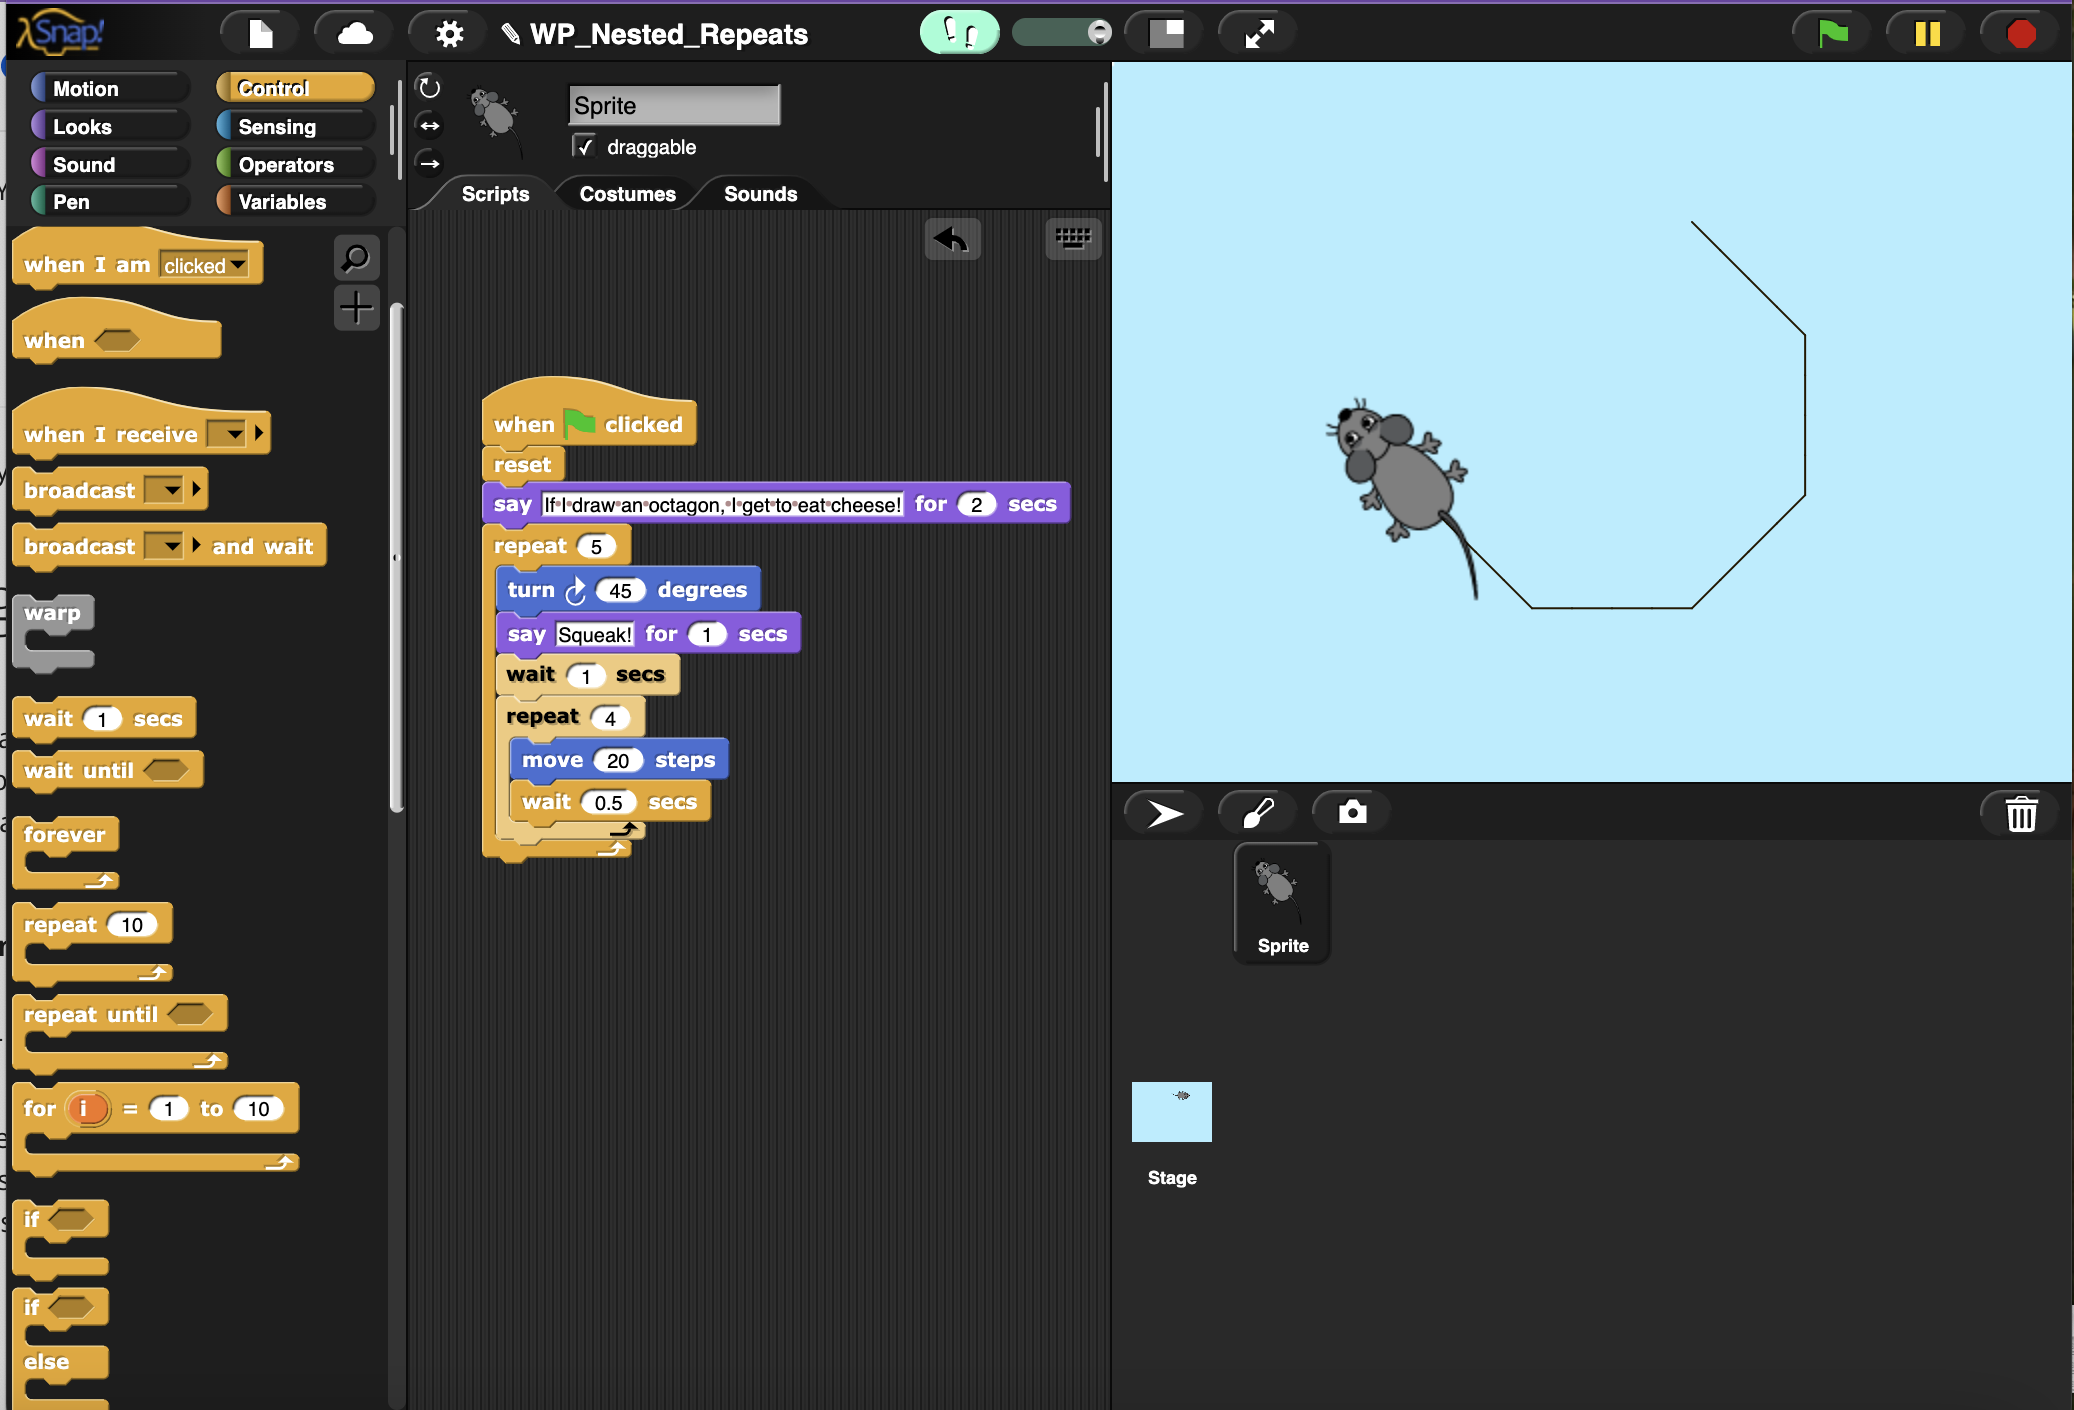 λSnap!
WP_Nested_Repeats
Motion
Control
Looks
Sensing
Sound
Operators
Pen
Variables
Sprite
draggable
Scripts
Costumes
Sounds
when I am clicked
when
when I receive
broadcast
broadcast and wait
warp
wait 1 secs
wait until
forever
repeat 10
repeat until
for i = 1 to 10
if
if
else
when clicked
reset
say If I draw an octagon, I get to eat cheese! for 2 secs
repeat 5
turn 45 degrees
say Squeak! for 1 secs
wait 1 secs
repeat 4
move 20 steps
wait 0.5 secs
Sprite
Stage